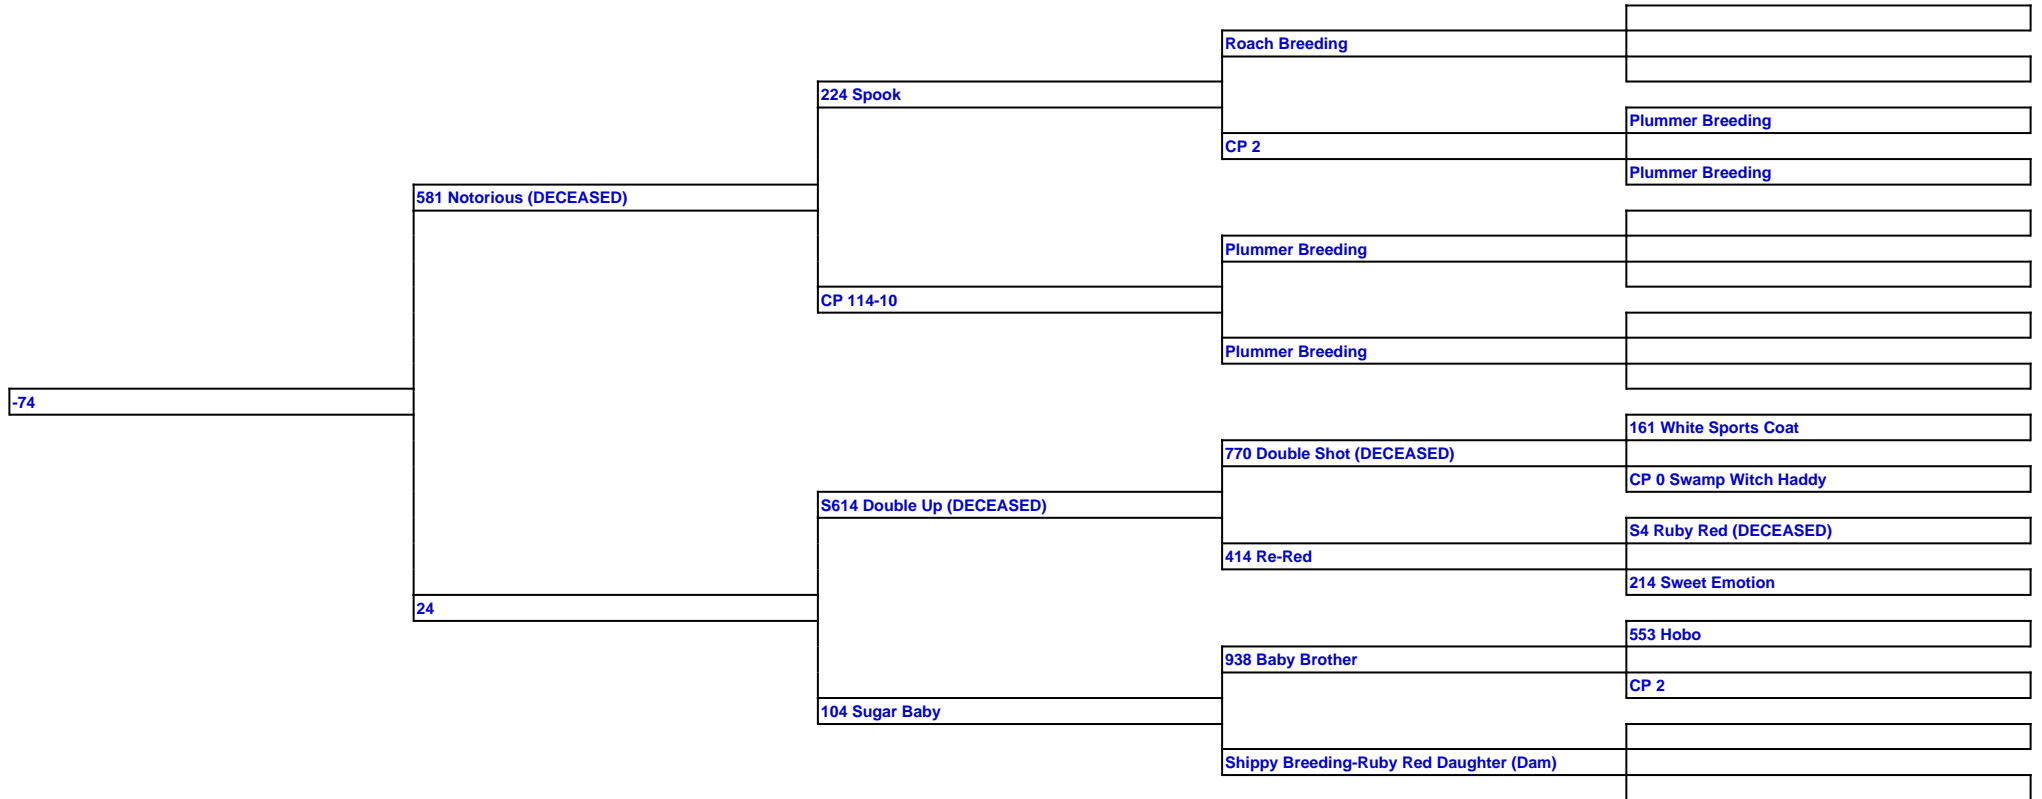 Roach Breeding
224 Spook
Plummer Breeding
CP 2
Plummer Breeding
581 Notorious (DECEASED)
Plummer Breeding
CP 114-10
Plummer Breeding
-74
161 White Sports Coat
770 Double Shot (DECEASED)
CP 0 Swamp Witch Haddy
S614 Double Up (DECEASED)
S4 Ruby Red (DECEASED)
414 Re-Red
214 Sweet Emotion
24
553 Hobo
938 Baby Brother
CP 2
104 Sugar Baby
Shippy Breeding-Ruby Red Daughter (Dam)